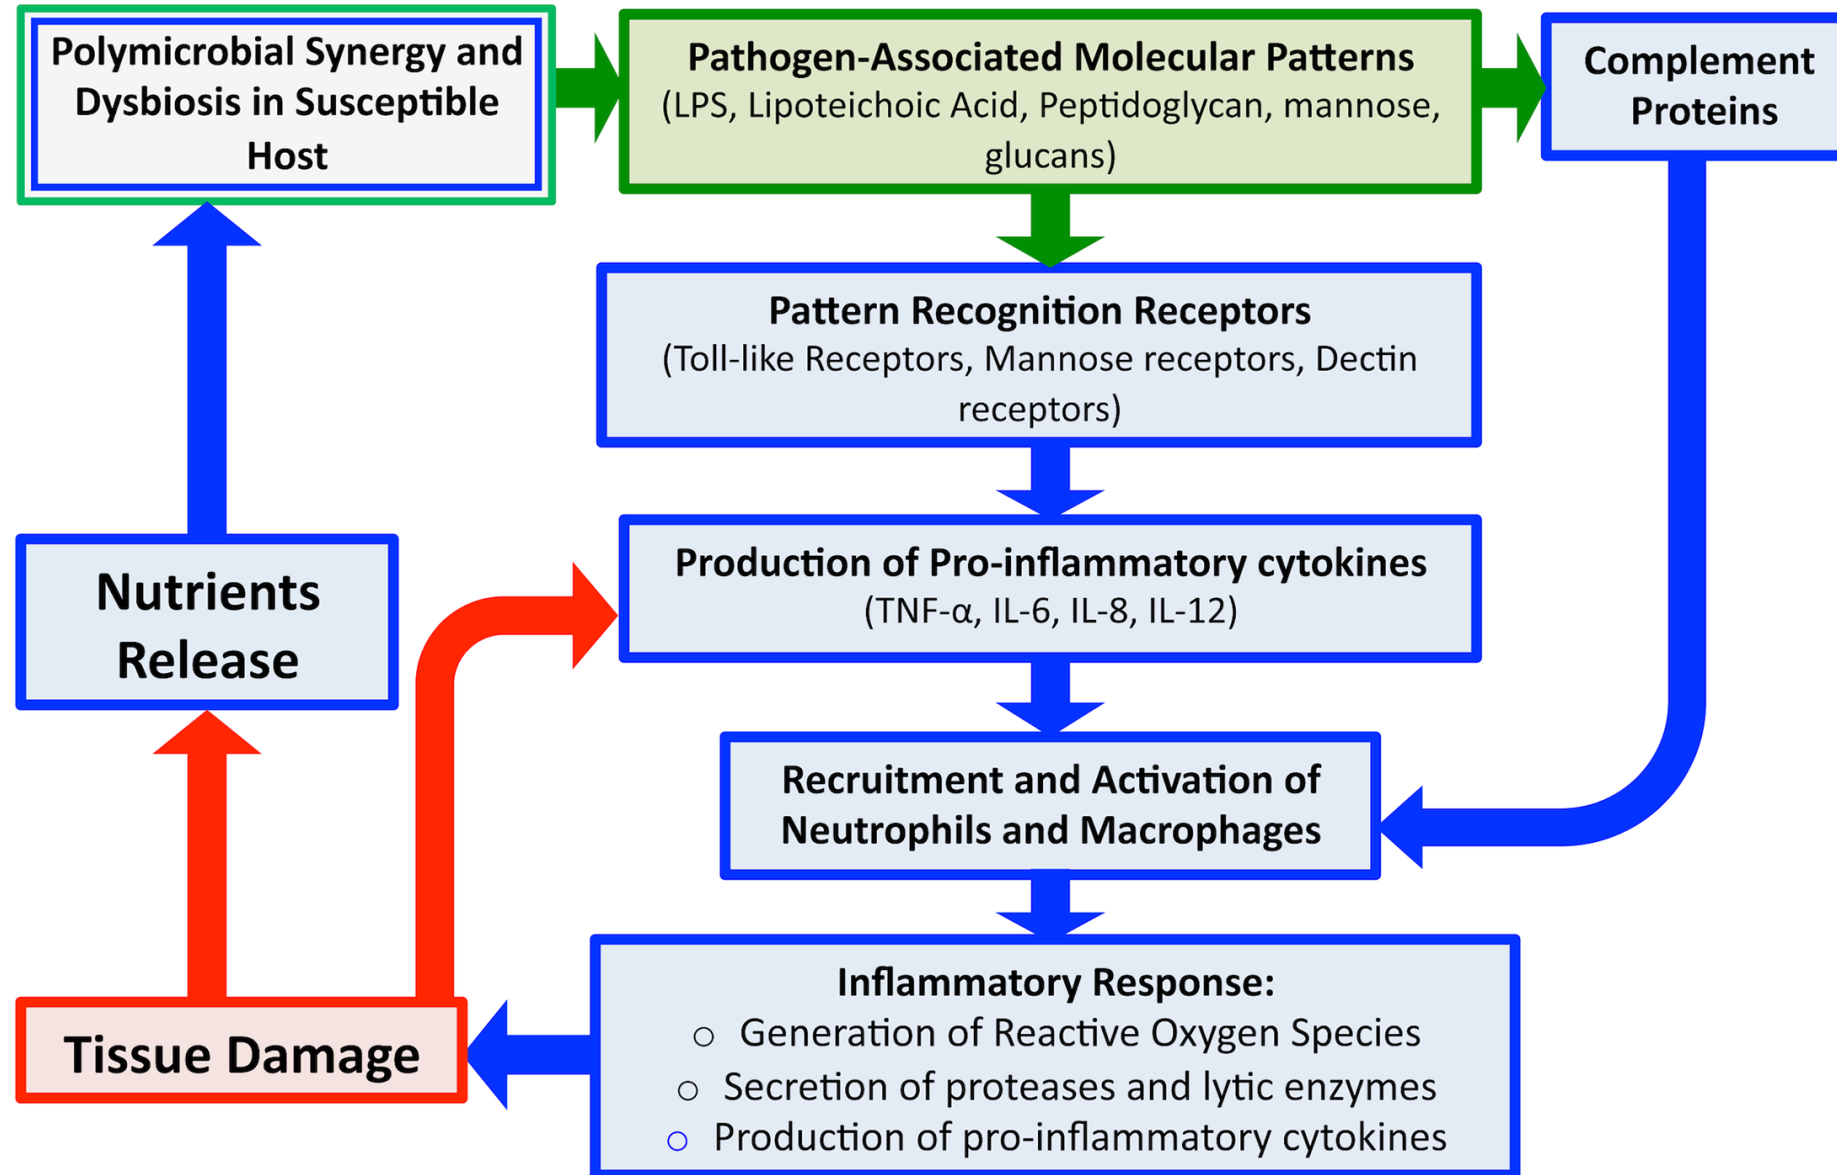 Polymicrobial Synergy and
Dysbiosis in Susceptible
Host
Pathogen-Associated Molecular Patterns
(LPS, Lipoteichoic Acid, Peptidoglycan, mannose,
glucans)
Complement
Proteins
Pattern Recognition Receptors
(Toll-like Receptors, Mannose receptors, Dectin
receptors)
Production of Pro-inflammatory cytokines
(TNF-α, IL-6, IL-8, IL-12)
Nutrients
Release
Recruitment and Activation of
Neutrophils and Macrophages
Inflammatory Response:
○ Generation of Reactive Oxygen Species
○ Secretion of proteases and lytic enzymes
○ Production of pro-inflammatory cytokines
Tissue Damage